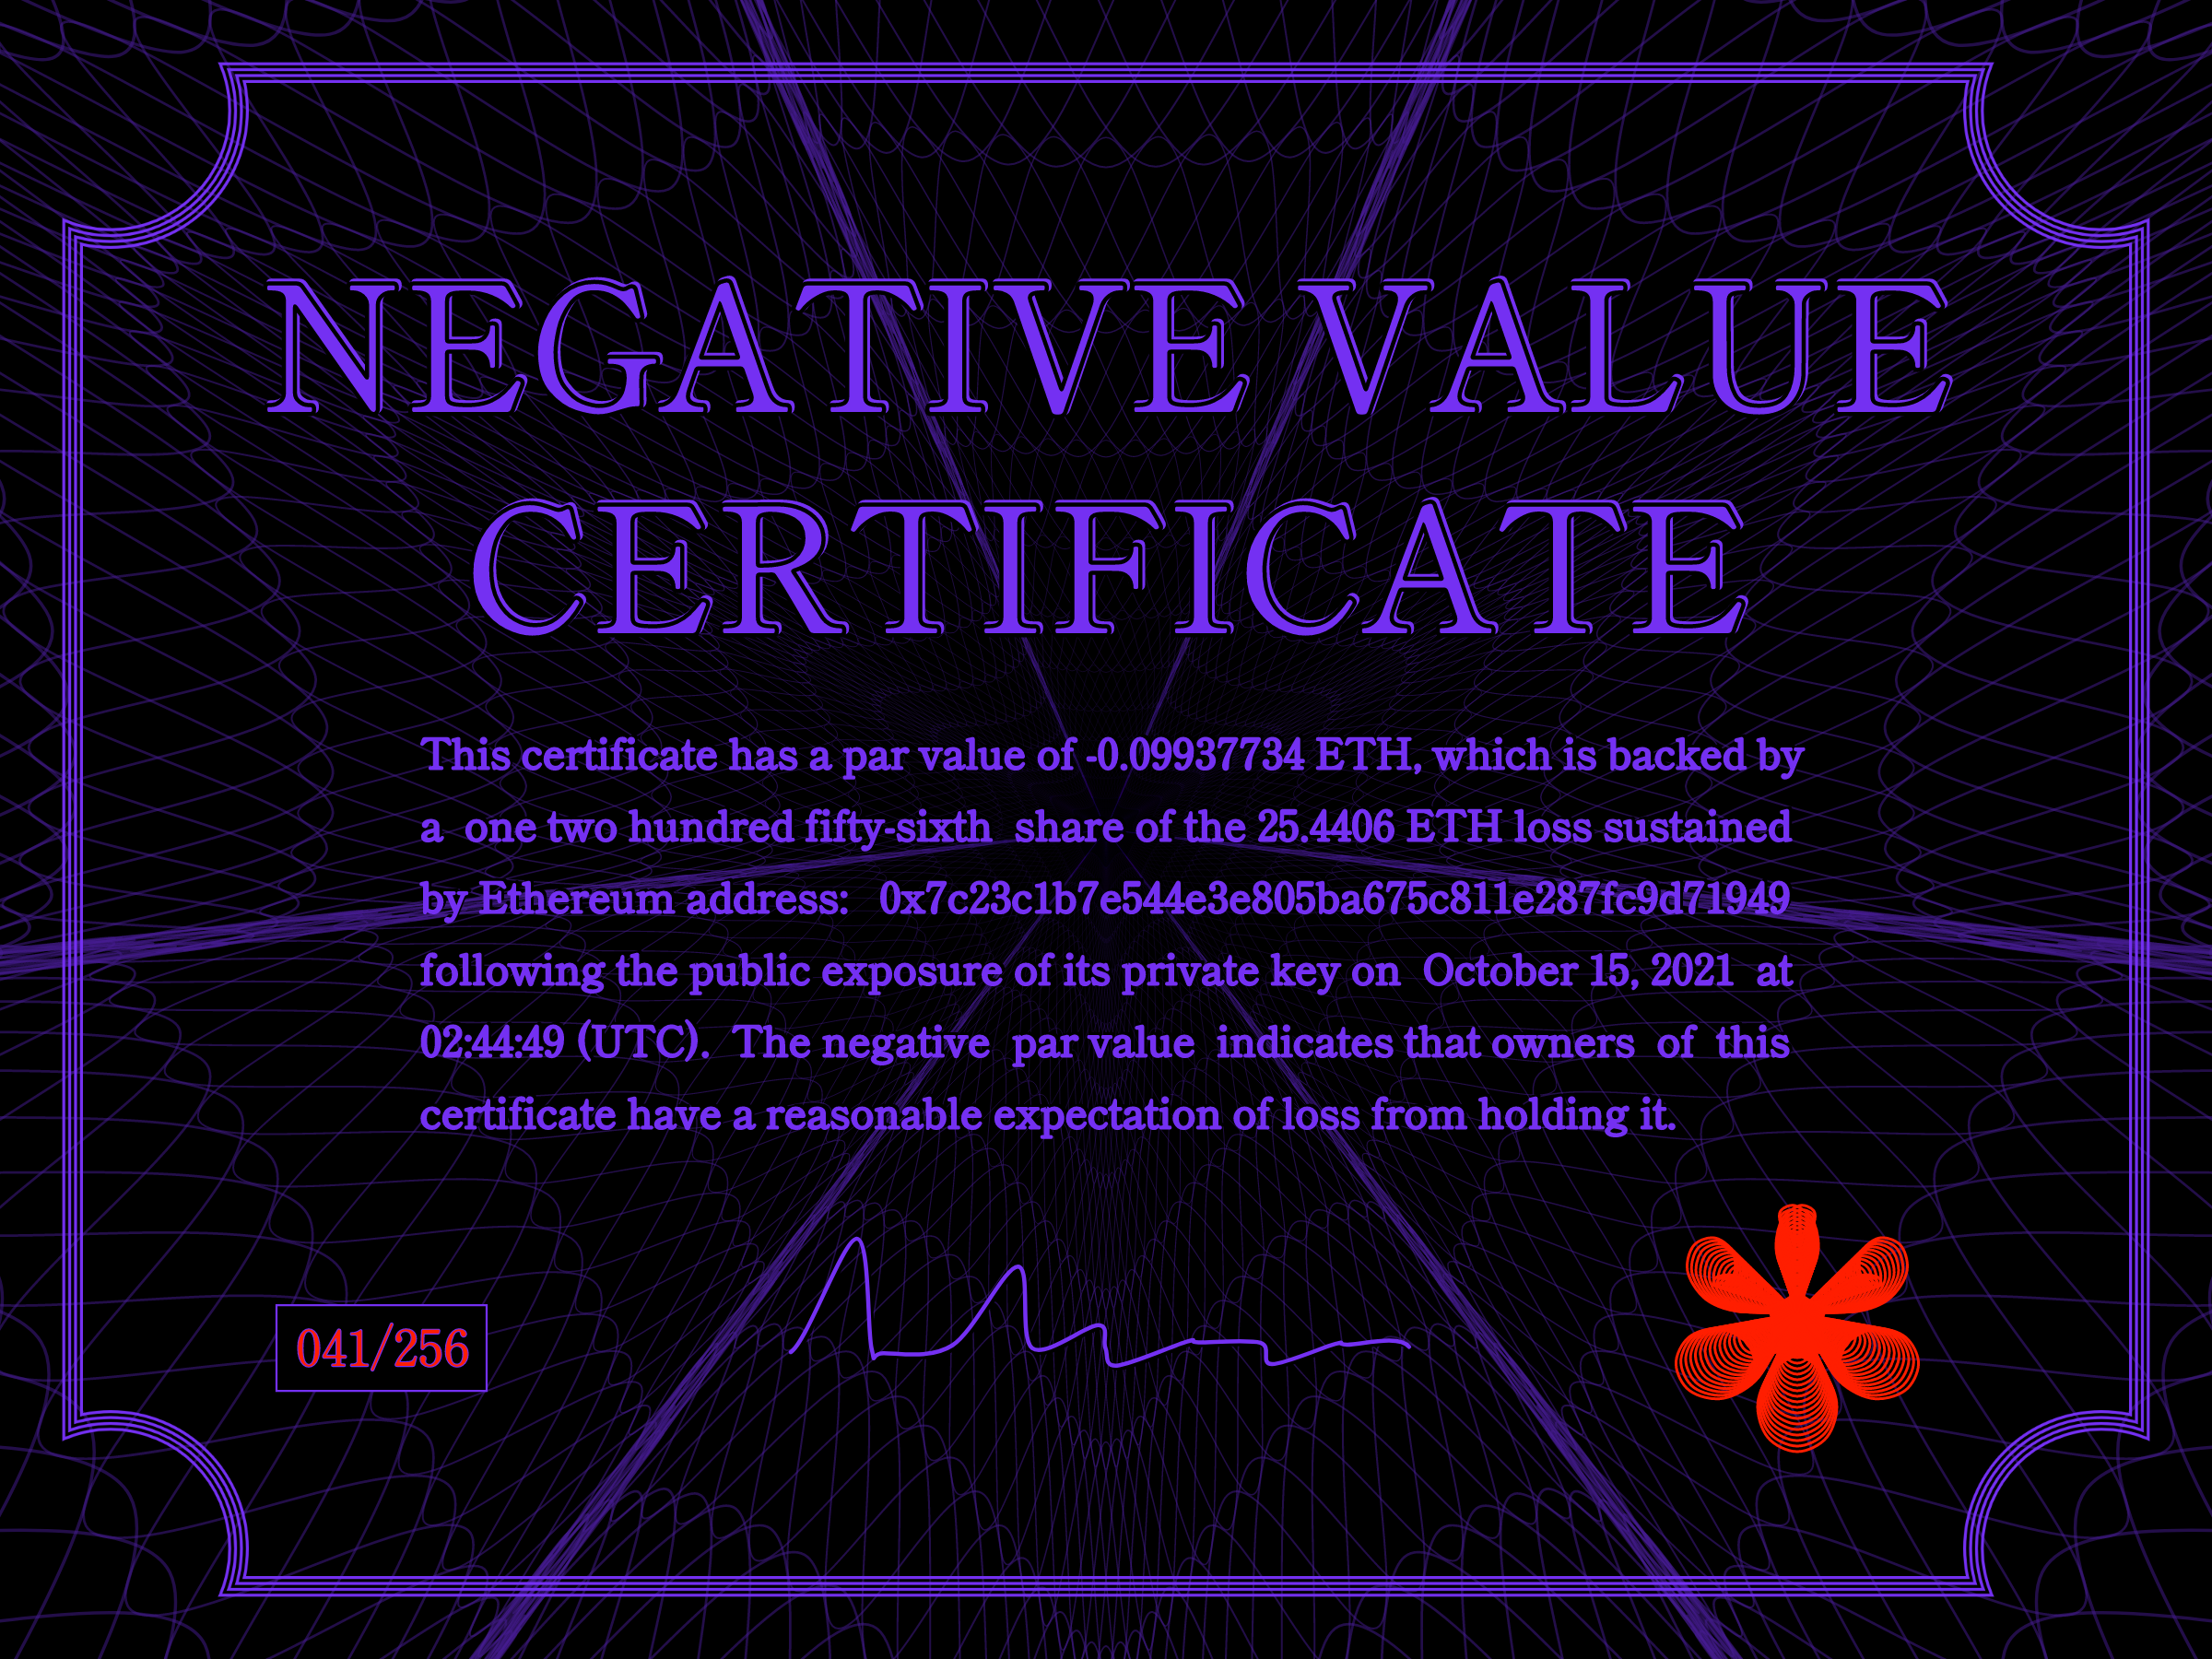 NEGATIVE VALUE
CERTIFICATE
This certificate has a par value of -0.09937734 ETH, which is backed by
a one two hundred fifty-sixth share of the 25.4406 ETH loss sustained
by Ethereum address: 0x7c23c1b7e544e3e805ba675c811e287fc9d71949
following the public exposure of its private key on October 15, 2021 at
02:44:49 (UTC). The negative par value indicates that owners of this
certificate have a reasonable expectation of loss from holding it.
041/256